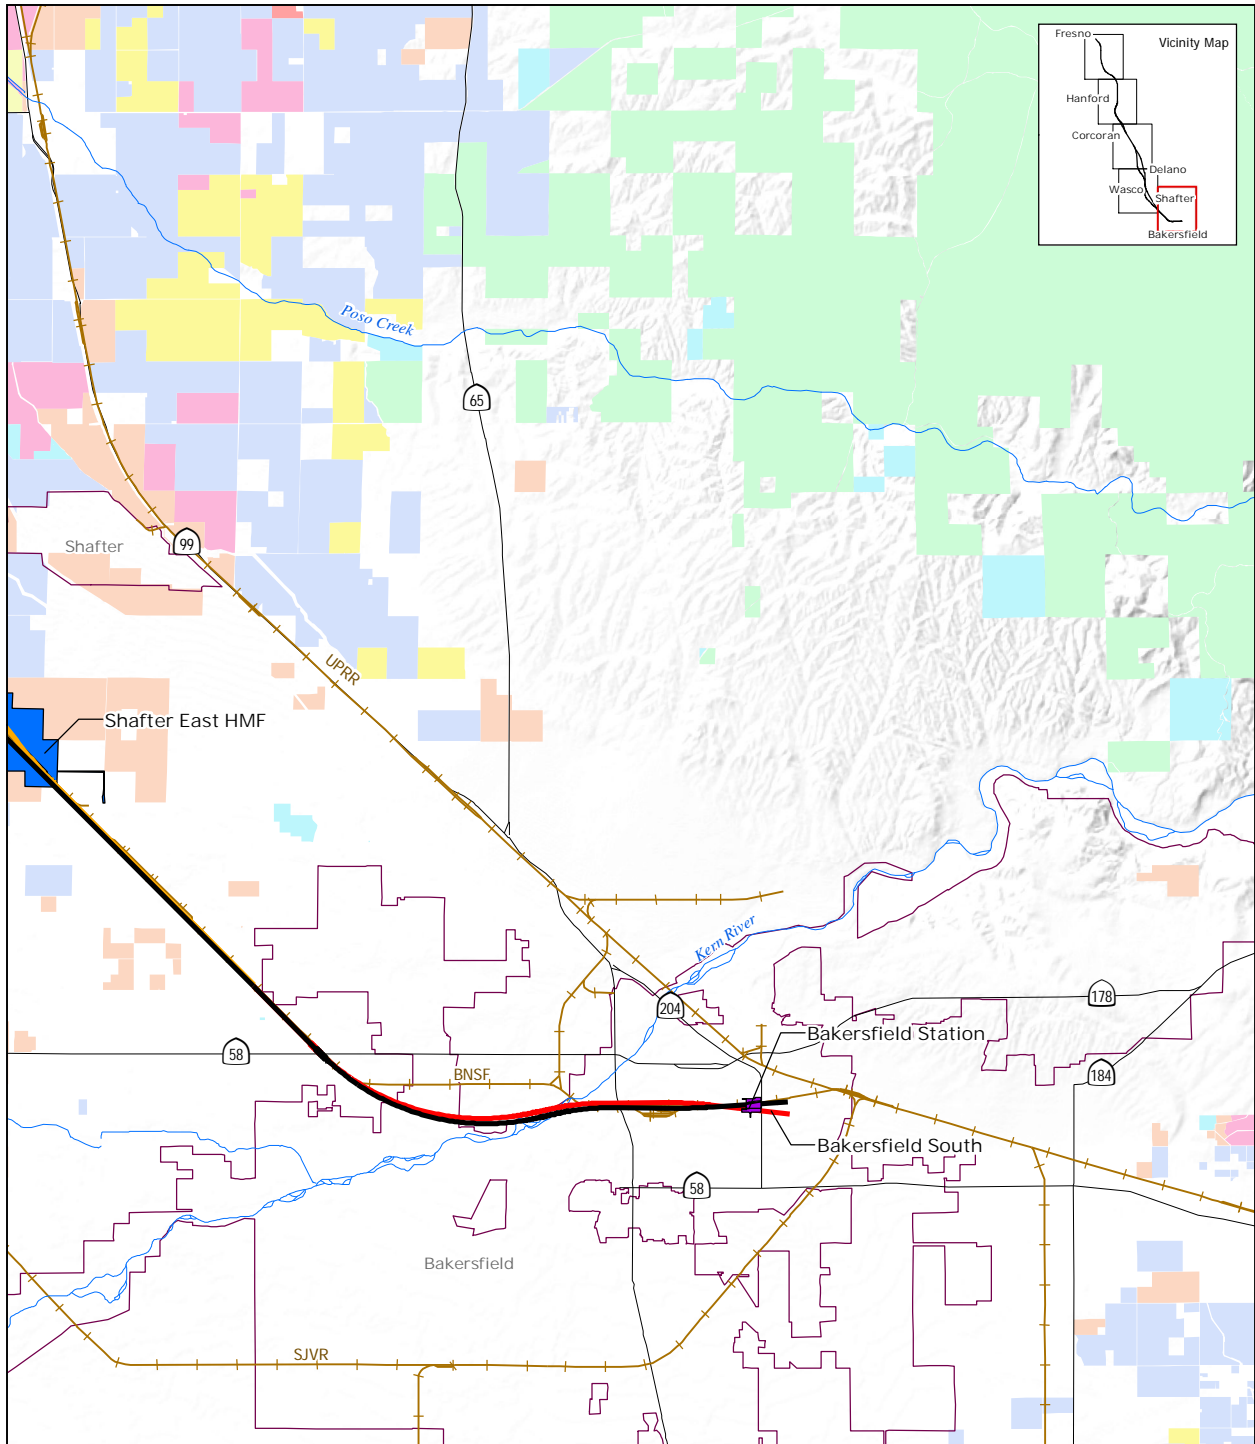 Vicinity Map
Fresno
Hanford
Corcoran
Delano
Wasco
Shafter
Bakersfield
Poso Creek
65
Shafter
99
UPRR
Shafter East HMF
Kern River
204
178
Bakersfield Station
58
BNSF
184
Bakersfield South
58
Bakersfield
SJVR